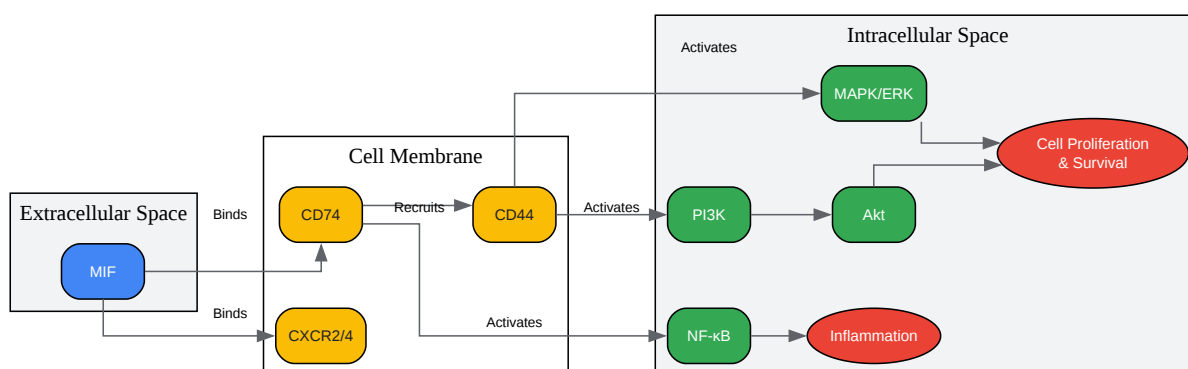 Extracellular Space
MIF
Binds
Binds
Cell Membrane
CD74
Recruits
CD44
CXCR2/4
Activates
Activates
Activates
Intracellular Space
MAPK/ERK
Cell Proliferation
& Survival
PI3K
Akt
NF-κB
Inflammation